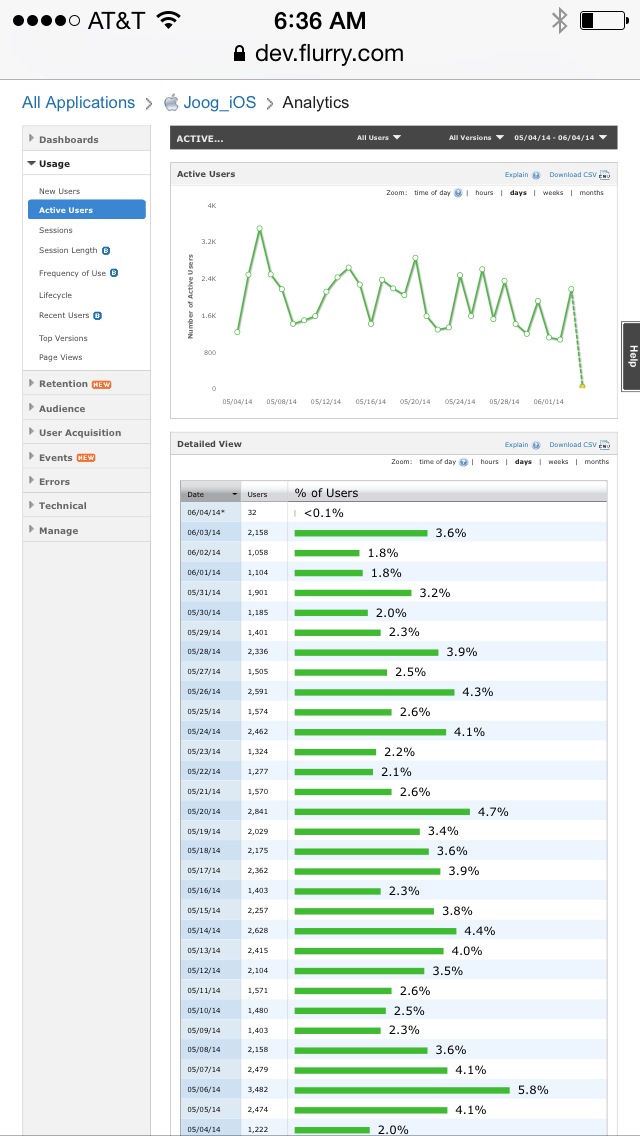 AT&T 6:36 AM
dev.flurry.com
All Applications > Joog_iOS > Analytics
Dashboards
Usage
New Users
Active Users
Sessions
Session Length B
Frequency of Use B
Lifecycle
Recent Users B
Top Versions
Page Views
Retention NEW
Audience
User Acquisition
Events NEW
Errors
Technical
Manage
ACTIVE... All Users All Versions 05/04/14 - 06/04/14
Active Users Explain ? Download CSV
Zoom: time of day ? | hours | days | weeks | months
Number of Active Users
4K
3.2K
2.4K
1.6K
800
0
05/04/14 05/08/14 05/12/14 05/16/14 05/20/14 05/24/14 05/28/14 06/01/14
Help
Detailed View Explain ? Download CSV
Zoom: time of day ? | hours | days | weeks | months
Date Users % of Users
06/04/14* 32 <0.1%
06/03/14 2,158 3.6%
06/02/14 1,058 1.8%
06/01/14 1,104 1.8%
05/31/14 1,901 3.2%
05/30/14 1,185 2.0%
05/29/14 1,401 2.3%
05/28/14 2,336 3.9%
05/27/14 1,505 2.5%
05/26/14 2,591 4.3%
05/25/14 1,574 2.6%
05/24/14 2,462 4.1%
05/23/14 1,324 2.2%
05/22/14 1,277 2.1%
05/21/14 1,570 2.6%
05/20/14 2,841 4.7%
05/19/14 2,029 3.4%
05/18/14 2,175 3.6%
05/17/14 2,362 3.9%
05/16/14 1,403 2.3%
05/15/14 2,257 3.8%
05/14/14 2,628 4.4%
05/13/14 2,415 4.0%
05/12/14 2,104 3.5%
05/11/14 1,571 2.6%
05/10/14 1,480 2.5%
05/09/14 1,403 2.3%
05/08/14 2,158 3.6%
05/07/14 2,479 4.1%
05/06/14 3,482 5.8%
05/05/14 2,474 4.1%
05/04/14 1,222 2.0%